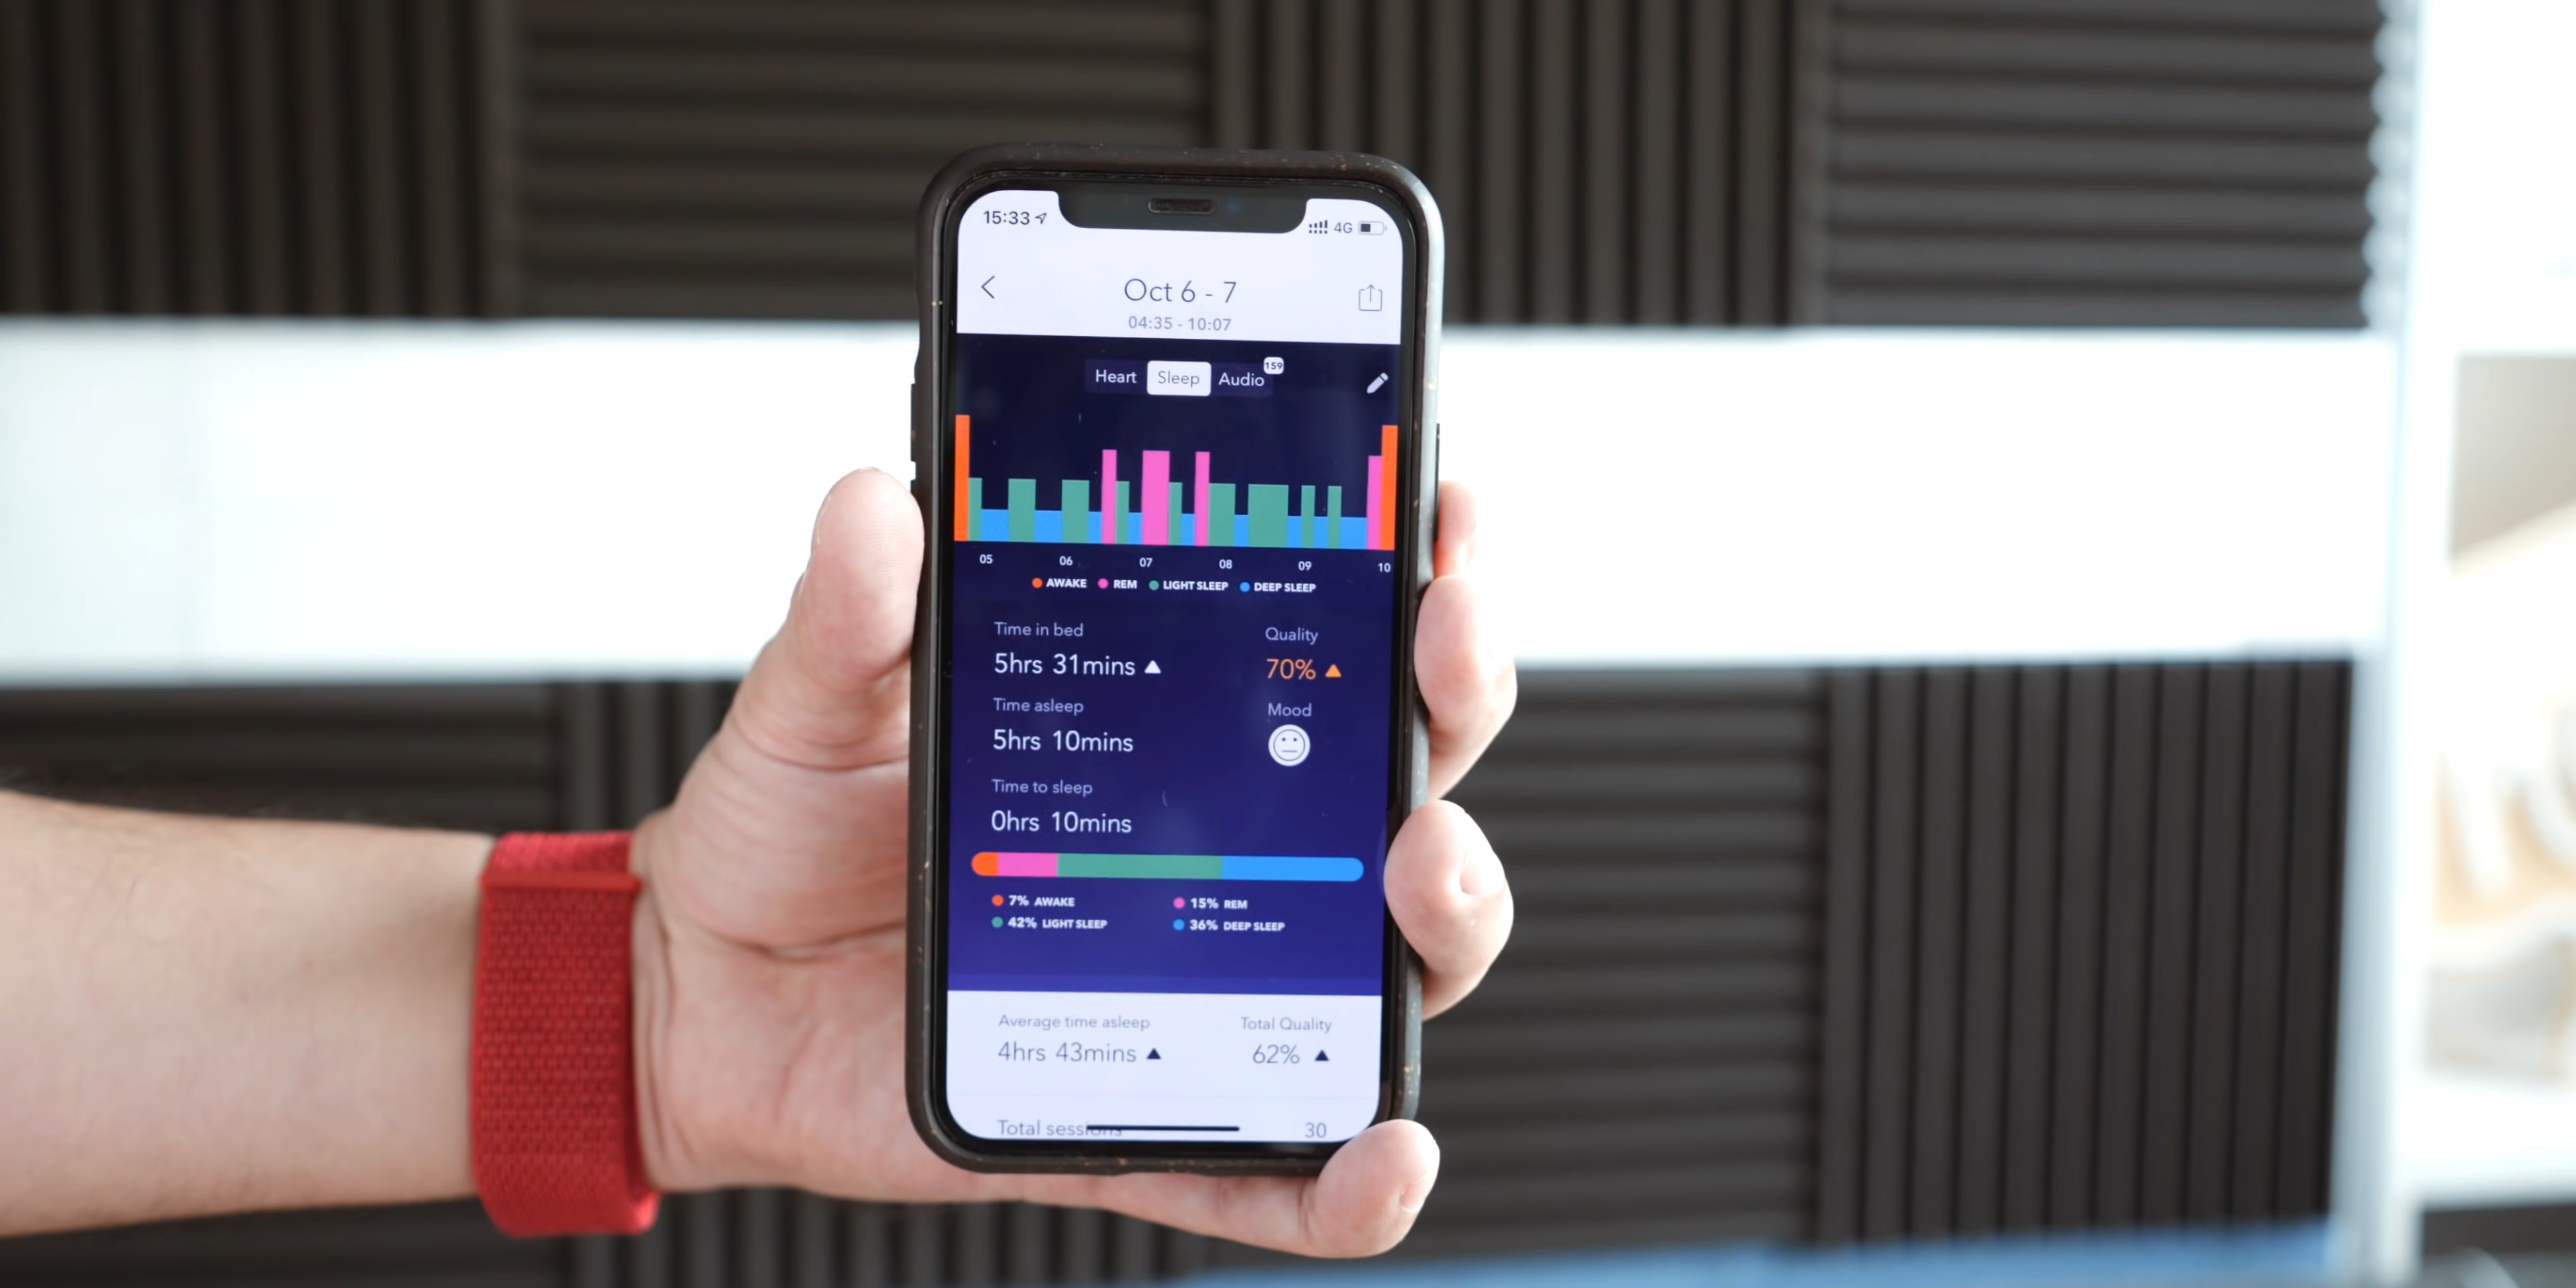 15:33
4G
Oct 6 - 7
04:35 - 10:07
Heart Sleep Audio 159
05 06 07 08 09 10
AWAKE REM LIGHT SLEEP DEEP SLEEP
Time in bed Quality
5hrs 31mins 70%
Time asleep Mood
5hrs 10mins
Time to sleep
0hrs 10mins
7% AWAKE 15% REM
42% LIGHT SLEEP 36% DEEP SLEEP
Average time asleep Total Quality
4hrs 43mins 62%
Total sessions 30